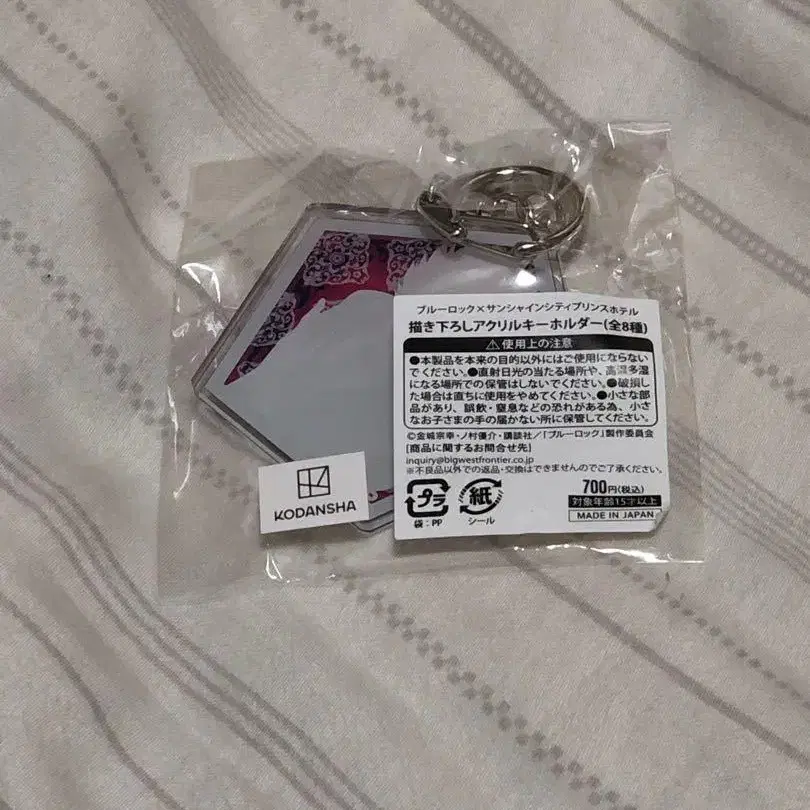 ブルーロック×サンシャインシティプリンスホテル
描き下ろしアクリルキーホルダー(全8種)
⚠使用上の注意
●本製品を本来の目的以外にはご使用にならない
でください。●直射日光の当たる場所や、高温多湿
になる場所での保管はしないでください。●破損し
た場合は直ちに使用をやめてください。●小さな部
品があり、誤飲・窒息などの恐れがある為、小さ
なお子さまの手の届かない所に保管してください。
©金城宗幸・ノ村優介・講談社/「ブルーロック」製作委員会
[商品に関するお問合せ先]
inquiry@bigwestfrontier.co.jp
※不良品以外での返品・交換はできませんのでご了承ください。
プラ
袋:PP
紙
シール
700円(税込)
対象年齢15才以上
MADE IN JAPAN
KODANSHA